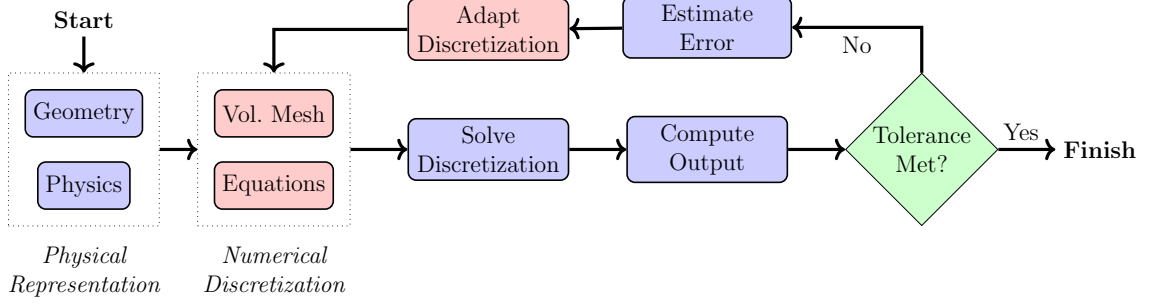 Start
Adapt
Discretization
Estimate
Error
No
Geometry
Physics
Vol. Mesh
Equations
Solve
Discretization
Compute
Output
Tolerance
Met?
Yes
Finish
Physical
Representation
Numerical
Discretization